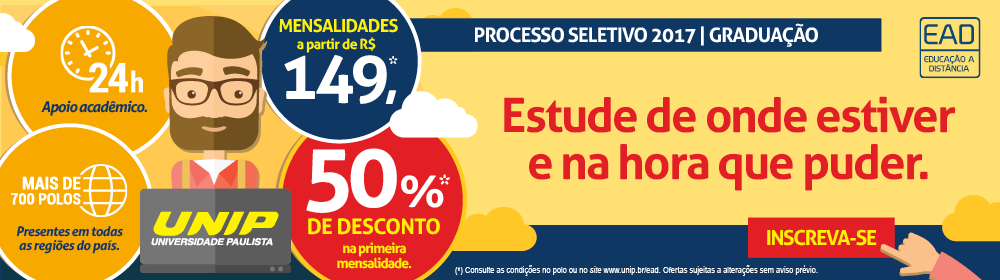 24h
Apoio acadêmico.
MAIS DE
700 POLOS
Presentes em todas
as regiões do país.
UNIP
UNIVERSIDADE PAULISTA
MENSALIDADES
a partir de R$
149,*
50%*
DE DESCONTO
na primeira
mensalidade.
PROCESSO SELETIVO 2017 | GRADUAÇÃO
EAD
EDUCAÇÃO A
DISTÂNCIA
Estude de onde estiver
e na hora que puder.
INSCREVA-SE
(*) Consulte as condições no polo ou no site www.unip.br/ead. Ofertas sujeitas a alterações sem aviso prévio.